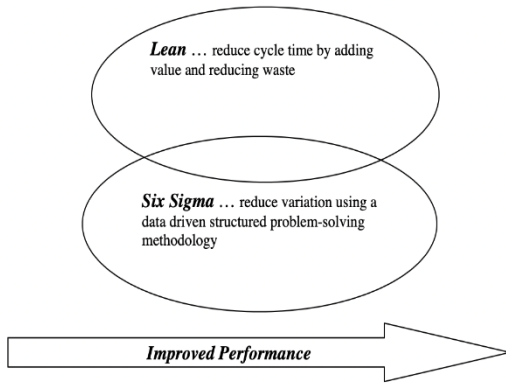 Lean … reduce cycle time by adding
value and reducing waste
Six Sigma … reduce variation using a
data driven structured problem-solving
methodology
Improved Performance